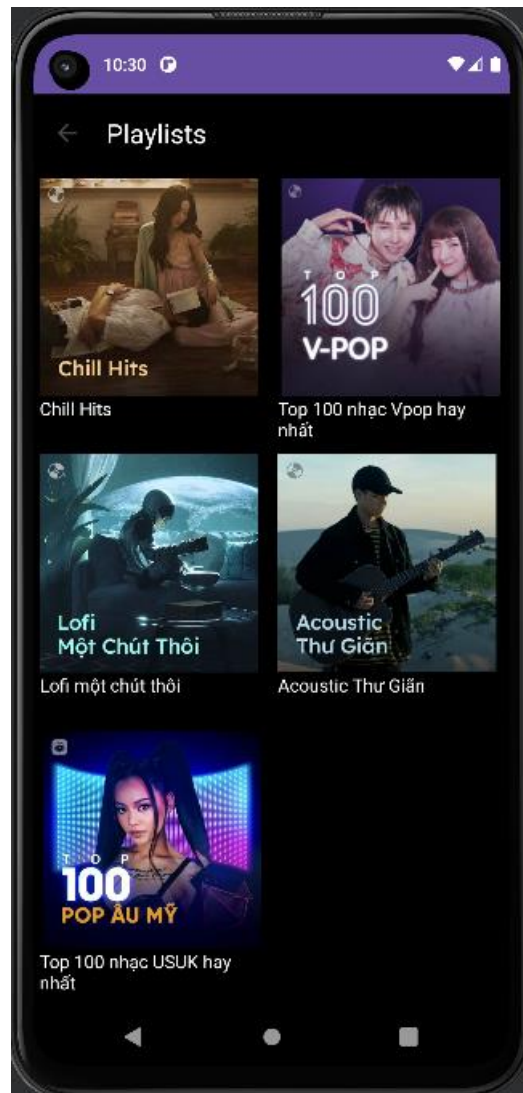 10:30
Playlists
Chill Hits
Chill Hits
TOP
100
V-POP
Top 100 nhạc Vpop hay
nhất
Lofi
Một Chút Thôi
Lofi một chút thôi
Acoustic
Thư Giãn
Acoustic Thư Giãn
TOP
100
POP ÂU MỸ
Top 100 nhạc USUK hay
nhất